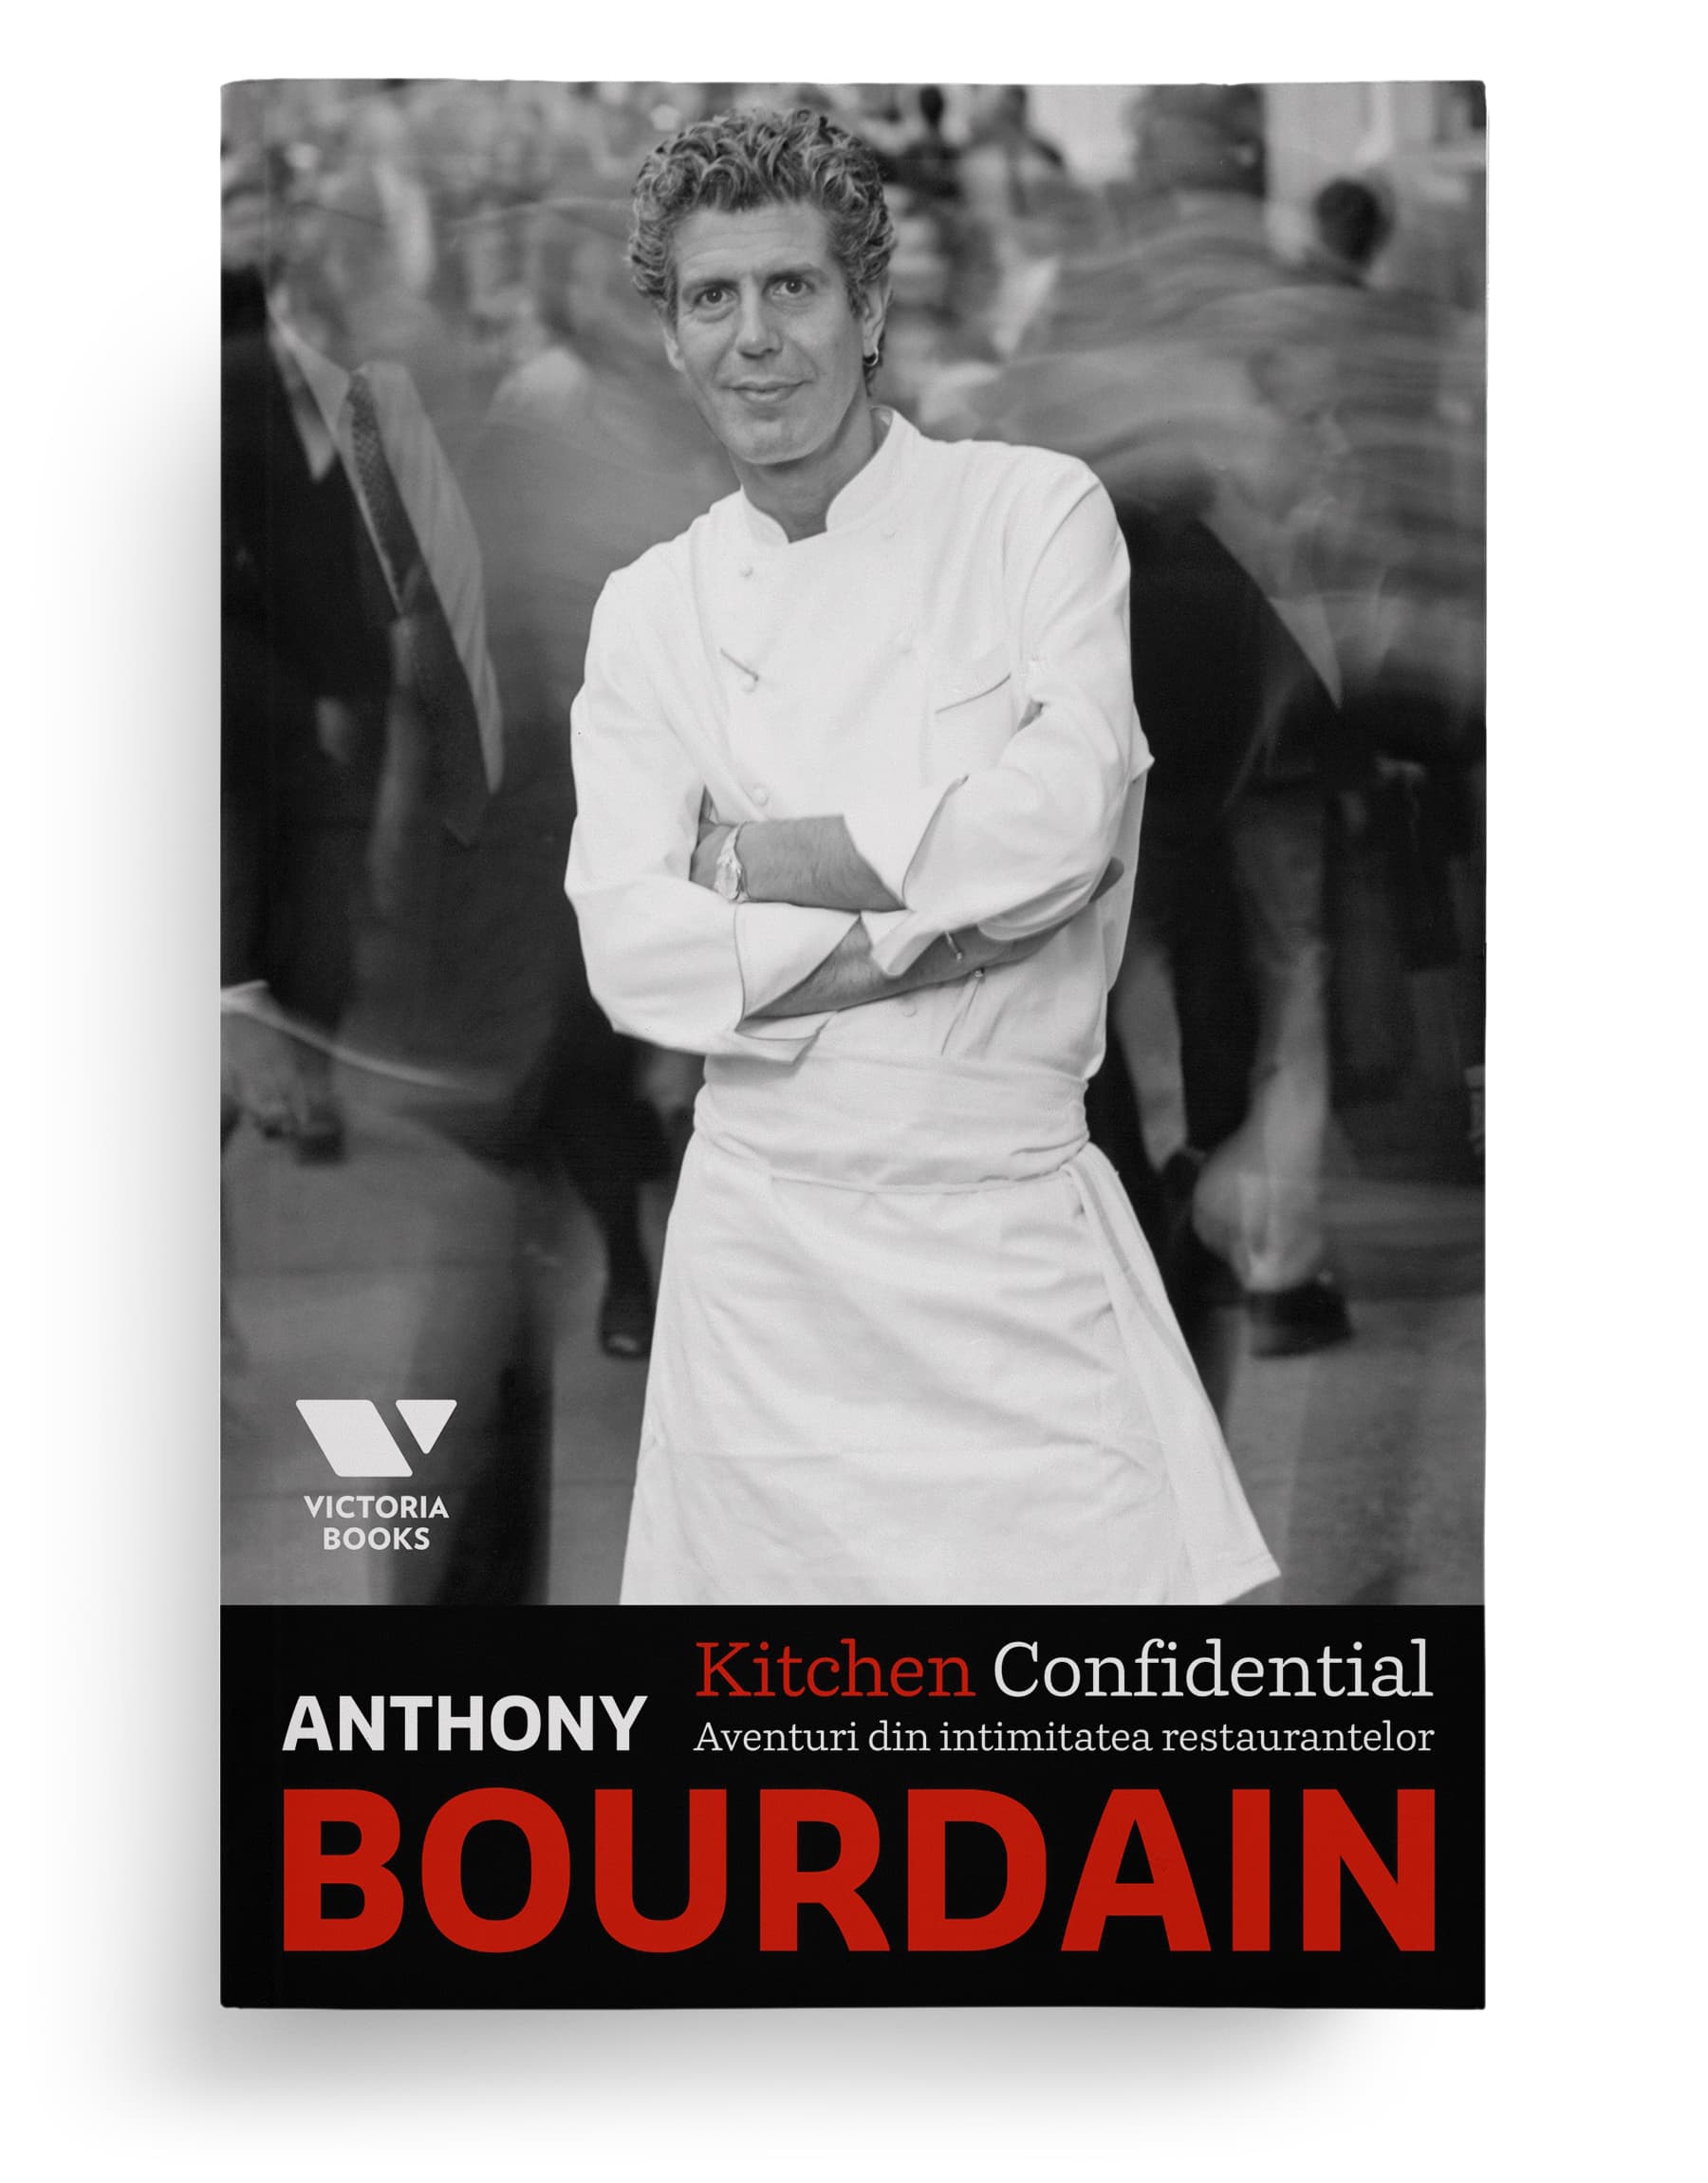 VICTORIA
BOOKS
Kitchen Confidential
ANTHONY
Aventuri din intimitatea restaurantelor
BOURDAIN